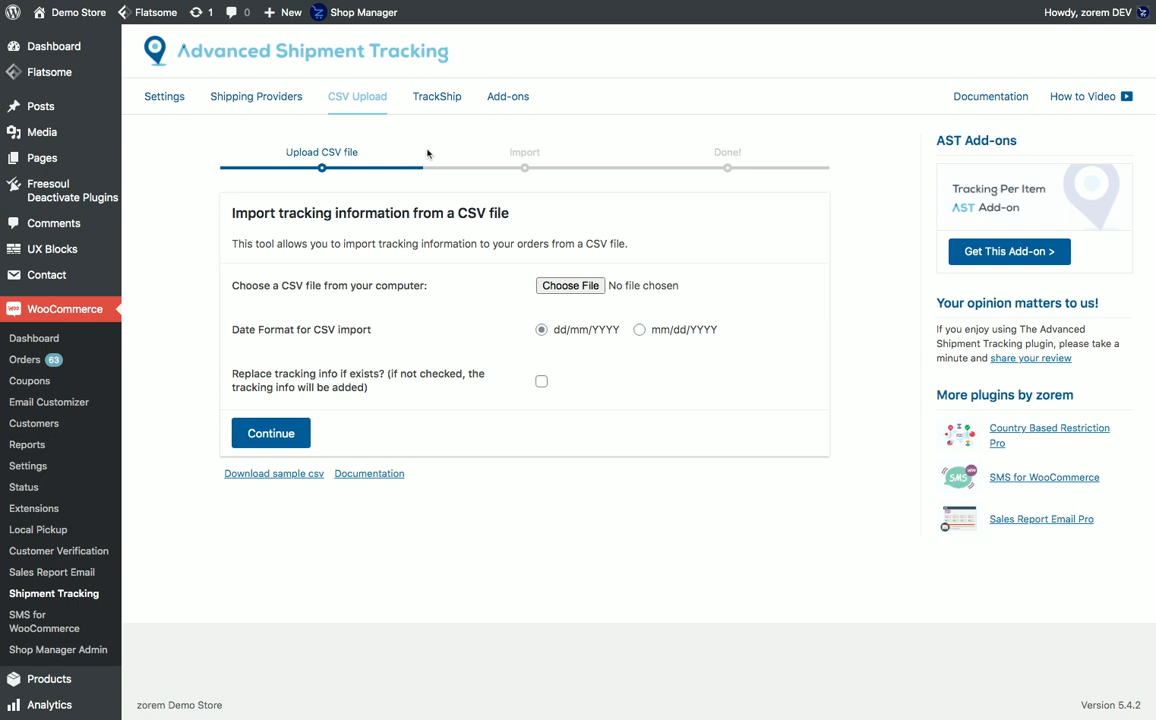 Demo Store
Flatsome
1
0
New
Shop Manager
Howdy, zorem DEV
Dashboard
Flatsome
Posts
Media
Pages
Freesoul
Deactivate Plugins
Comments
UX Blocks
Contact
WooCommerce
Dashboard
Orders 63
Coupons
Email Customizer
Customers
Reports
Settings
Status
Extensions
Local Pickup
Customer Verification
Sales Report Email
Shipment Tracking
SMS for
WooCommerce
Shop Manager Admin
Products
Analytics
Advanced Shipment Tracking
Settings
Shipping Providers
CSV Upload
TrackShip
Add-ons
Documentation
How to Video
Upload CSV file
Import
Done!
Import tracking information from a CSV file
This tool allows you to import tracking information to your orders from a CSV file.
Choose a CSV file from your computer:
Choose File No file chosen
Date Format for CSV import
dd/mm/YYYY mm/dd/YYYY
Replace tracking info if exists? (if not checked, the
tracking info will be added)
Continue
Download sample csv Documentation
AST Add-ons
Tracking Per Item
AST Add-on
Get This Add-on >
Your opinion matters to us!
If you enjoy using The Advanced
Shipment Tracking plugin, please take a
minute and share your review
More plugins by zorem
Country Based Restriction
Pro
SMS for WooCommerce
Sales Report Email Pro
zorem Demo Store
Version 5.4.2